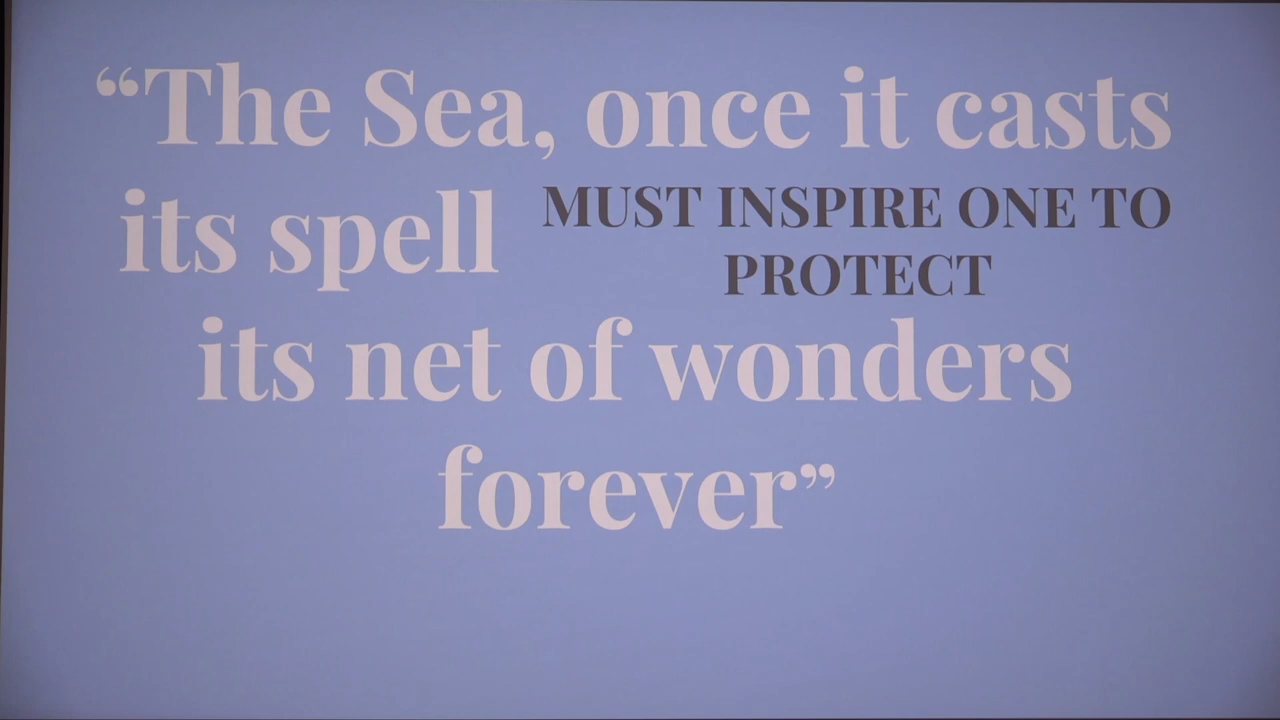 “The Sea, once it casts
its spell MUST INSPIRE ONE TO
PROTECT
its net of wonders
forever”